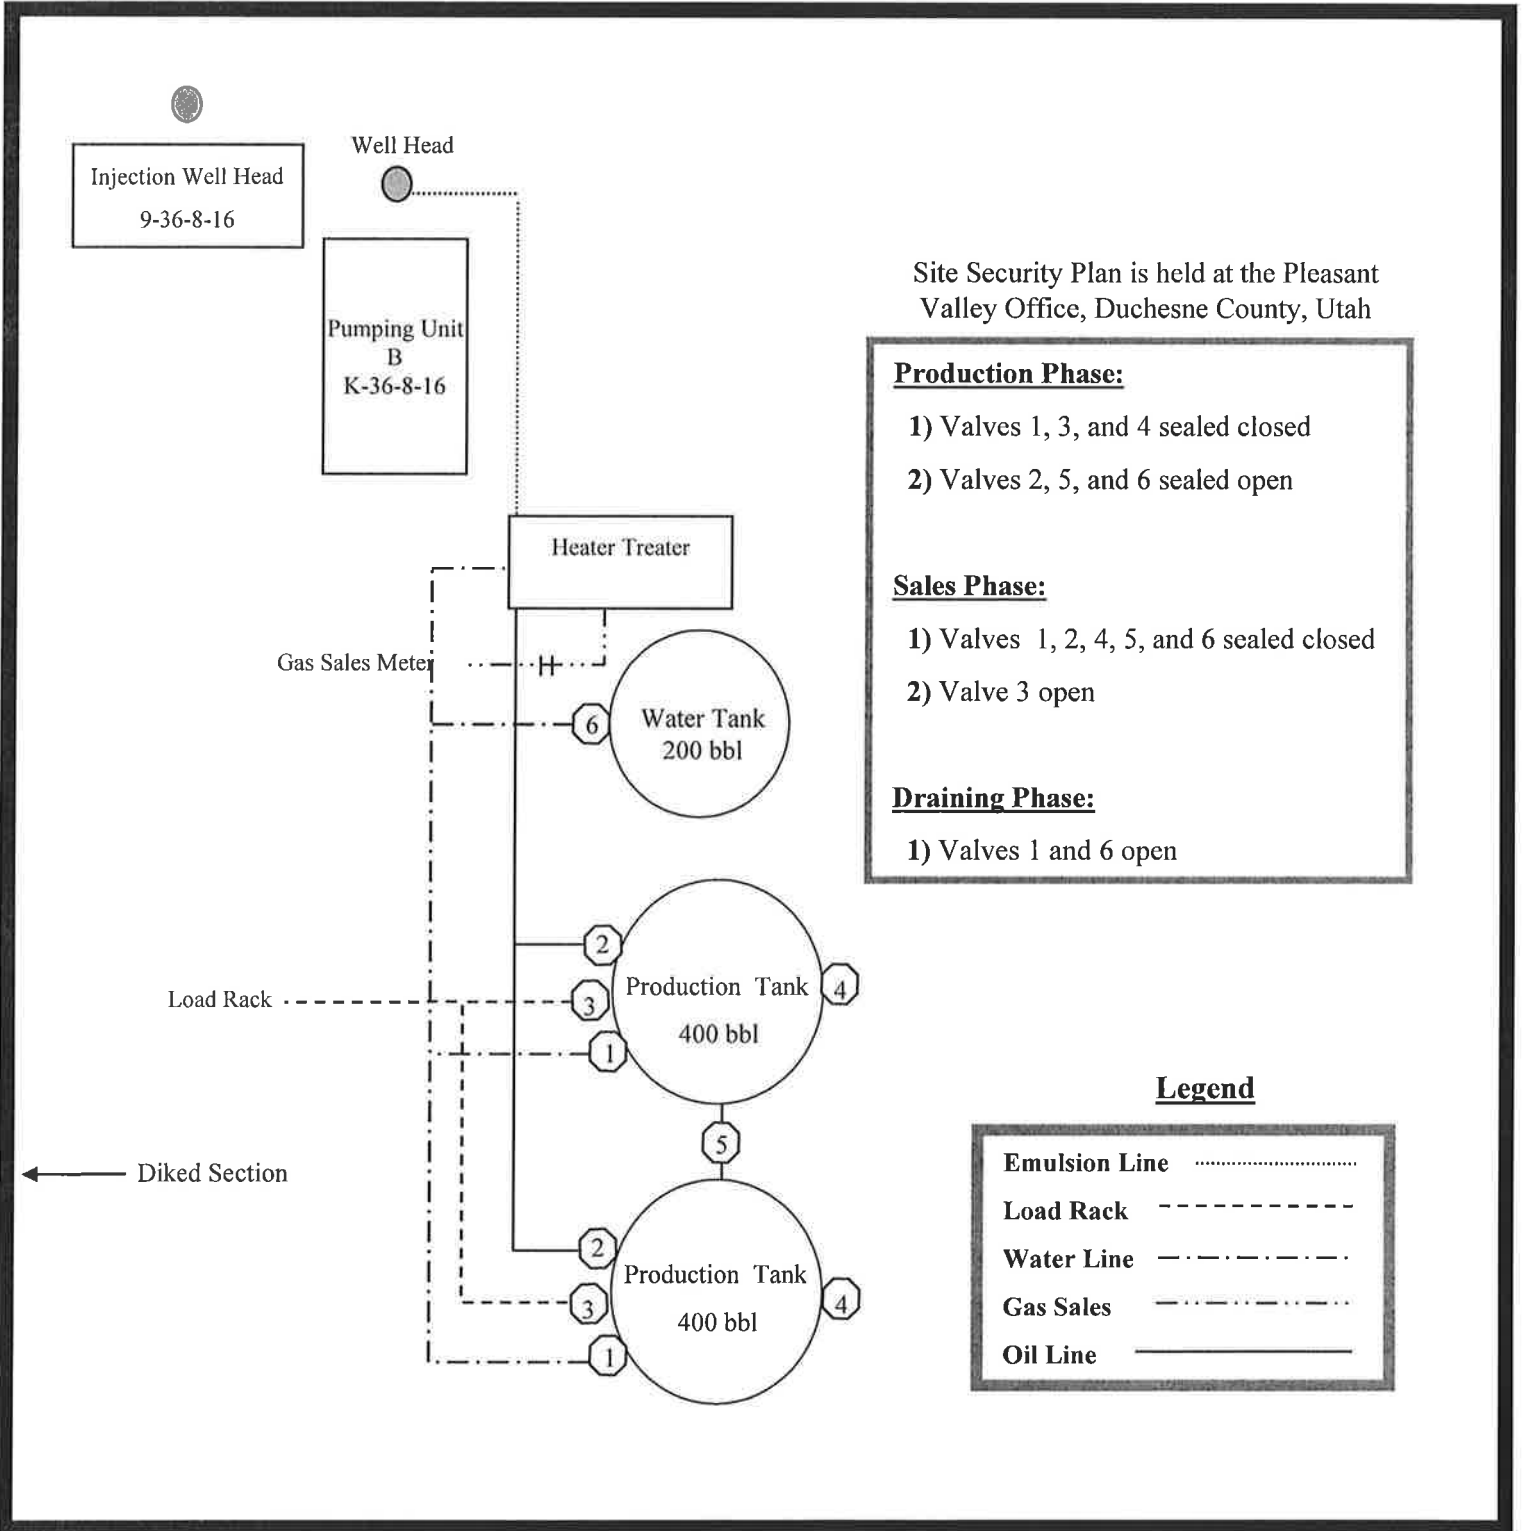 Well Head
Injection Well Head
9-36-8-16
Pumping Unit
B
K-36-8-16
Site Security Plan is held at the Pleasant
Valley Office, Duchesne County, Utah
Production Phase:
1) Valves 1, 3, and 4 sealed closed
2) Valves 2, 5, and 6 sealed open
Sales Phase:
1) Valves 1, 2, 4, 5, and 6 sealed closed
2) Valve 3 open
Draining Phase:
1) Valves 1 and 6 open
Heater Treater
Gas Sales Meter
6
Water Tank
200 bbl
2
Load Rack
3
1
Production Tank
400 bbl
4
5
Diked Section
2
3
1
Production Tank
400 bbl
4
Legend
Emulsion Line
Load Rack
Water Line
Gas Sales
Oil Line